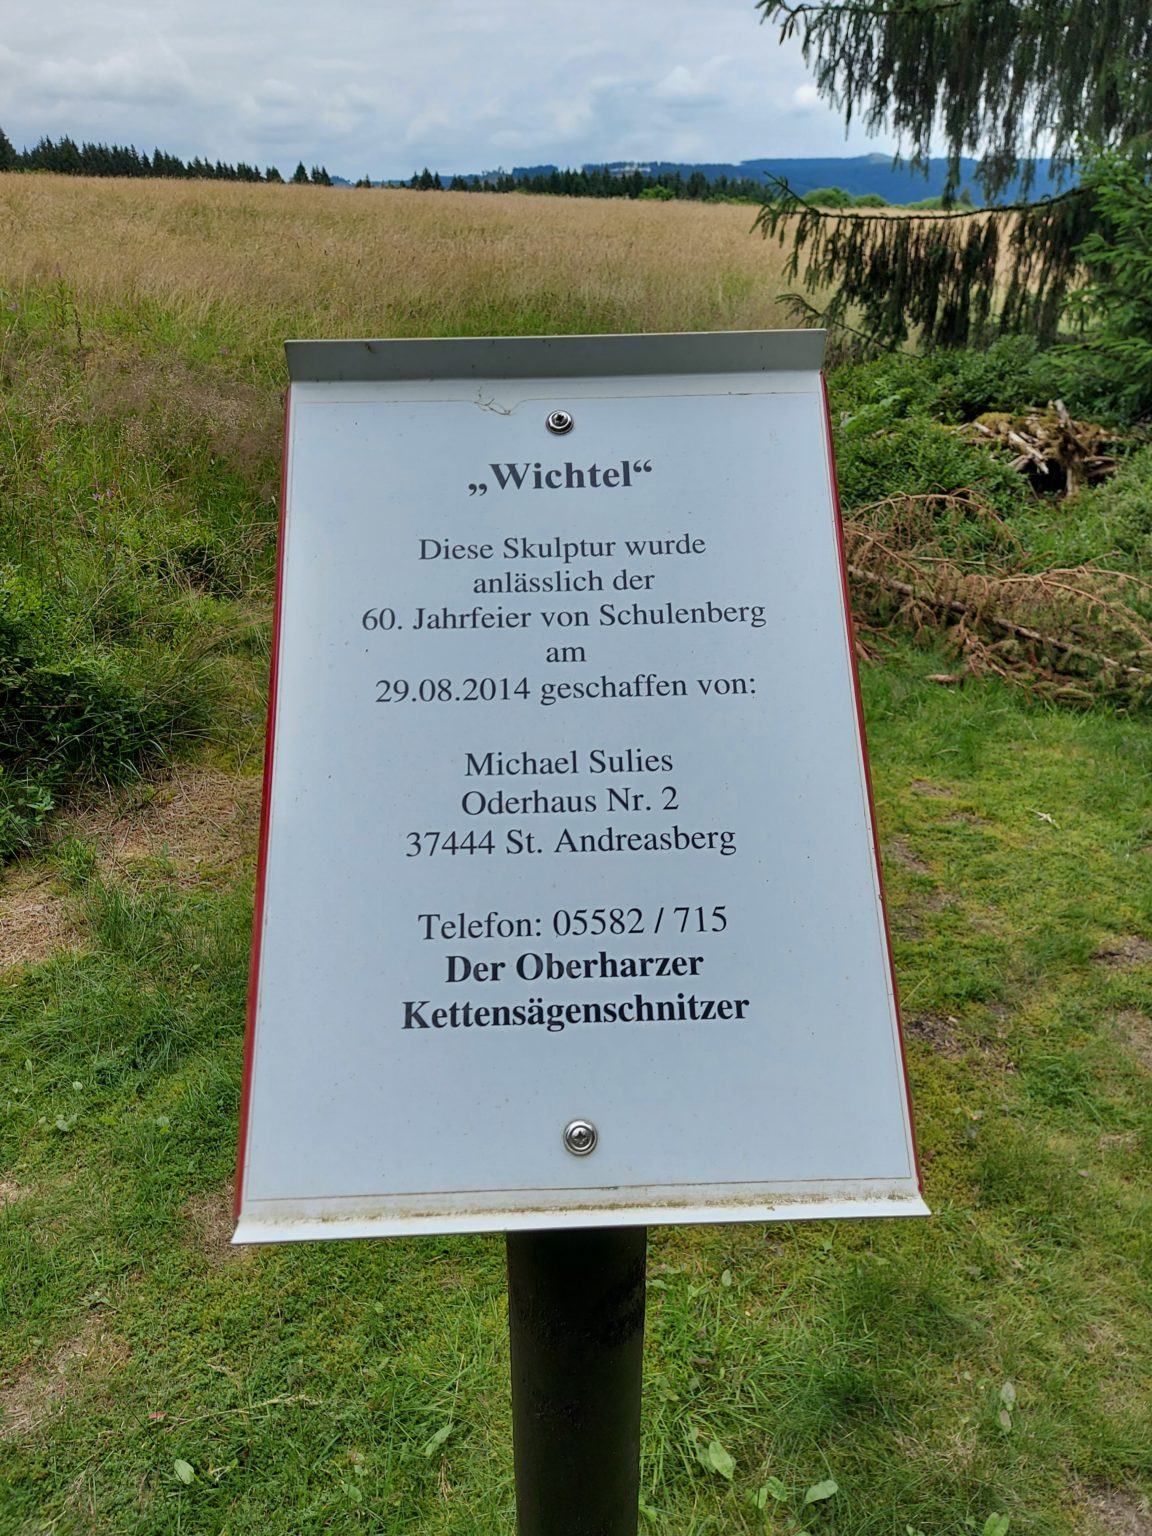 „Wichtel“
Diese Skulptur wurde
anlässlich der
60. Jahrfeier von Schulenberg
am
29.08.2014 geschaffen von:
Michael Sulies
Oderhaus Nr. 2
37444 St. Andreasberg
Telefon: 05582 / 715
Der Oberharzer
Kettensägenschnitzer